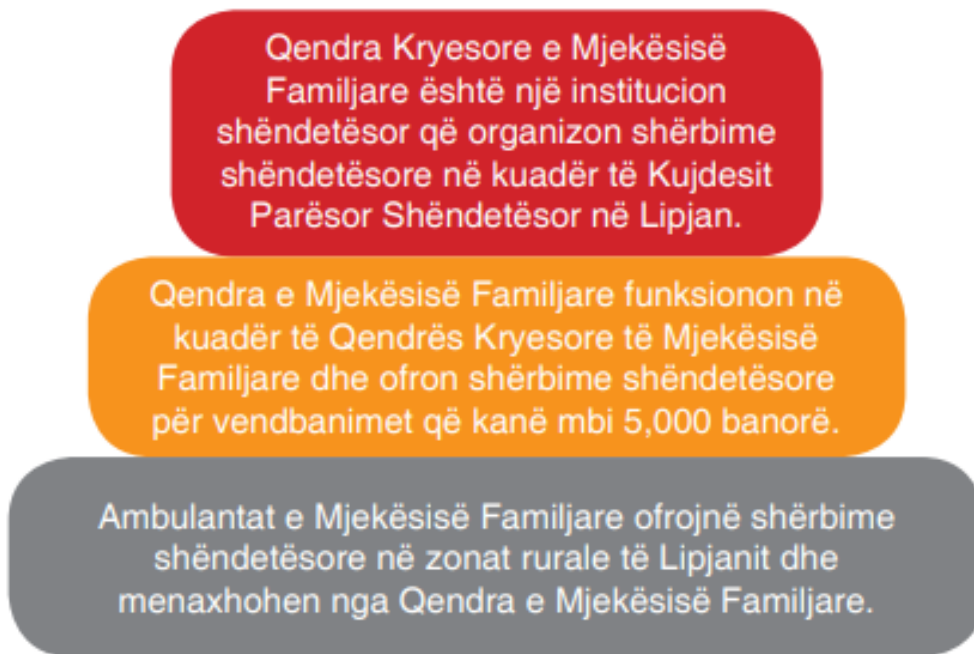 Qendra Kryesore e Mjekësisë
Familjare është një institucion
shëndetësor që organizon shërbime
shëndetësore në kuadër të Kujdesit
Parësor Shëndetësor në Lipjan.
Qendra e Mjekësisë Familjare funksionon në
kuadër të Qendrës Kryesore të Mjekësisë
Familjare dhe ofron shërbime shëndetësore
për vendbanimet që kanë mbi 5,000 banorë.
Ambulantat e Mjekësisë Familjare ofrojnë shërbime
shëndetësore në zonat rurale të Lipjanit dhe
menaxhohen nga Qendra e Mjekësisë Familjare.